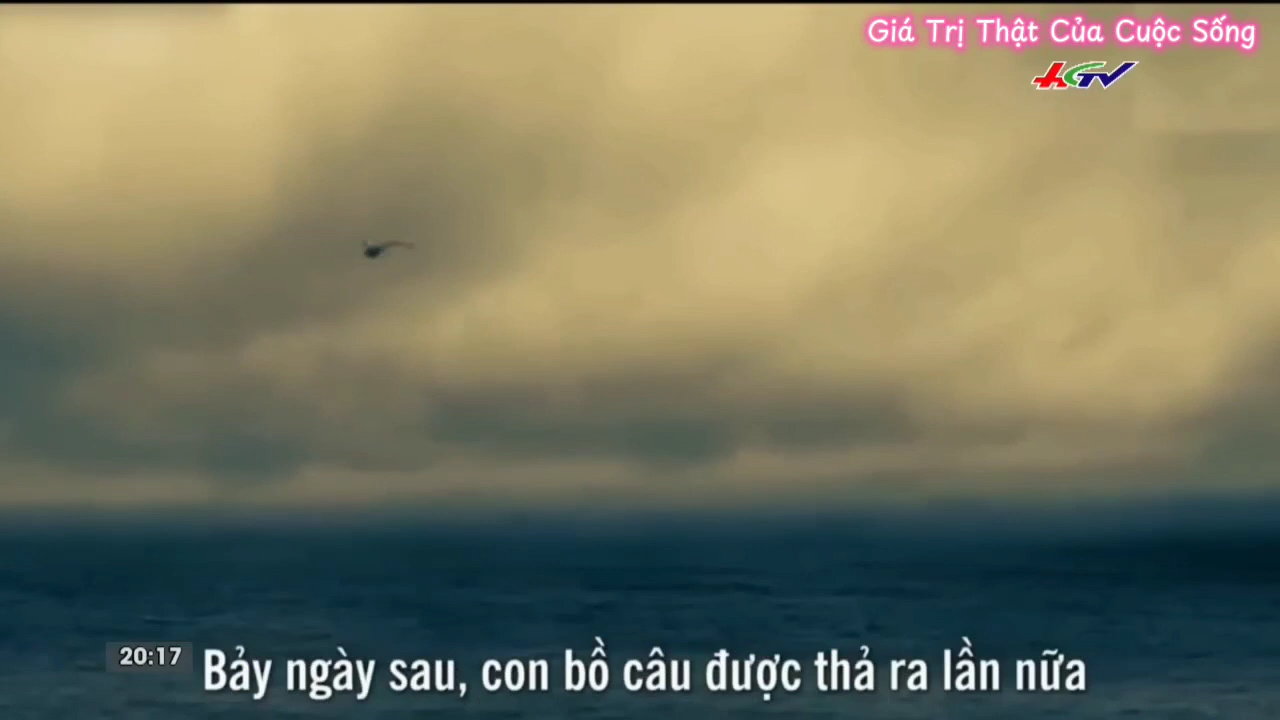 Giá Trị Thật Của Cuộc Sống
HGTV
20:17
Bảy ngày sau, con bồ câu được thả ra lần nữa